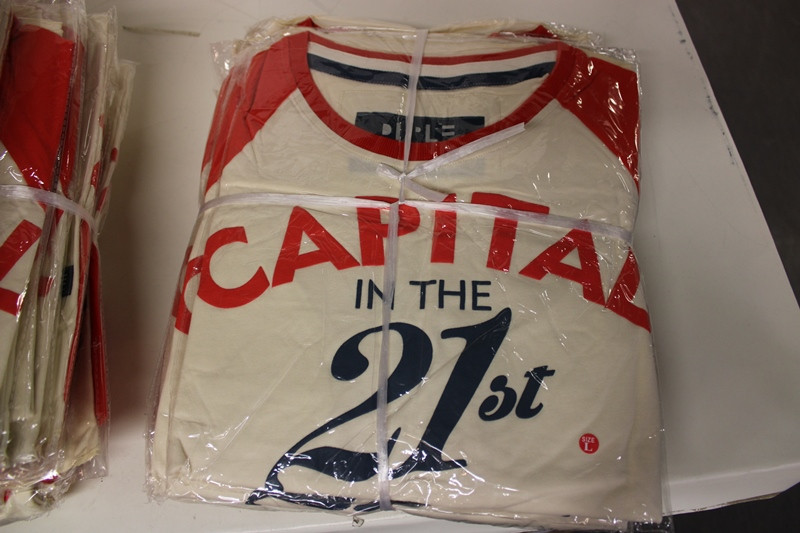 CAPITAL
IN THE
21st
SIZE
L